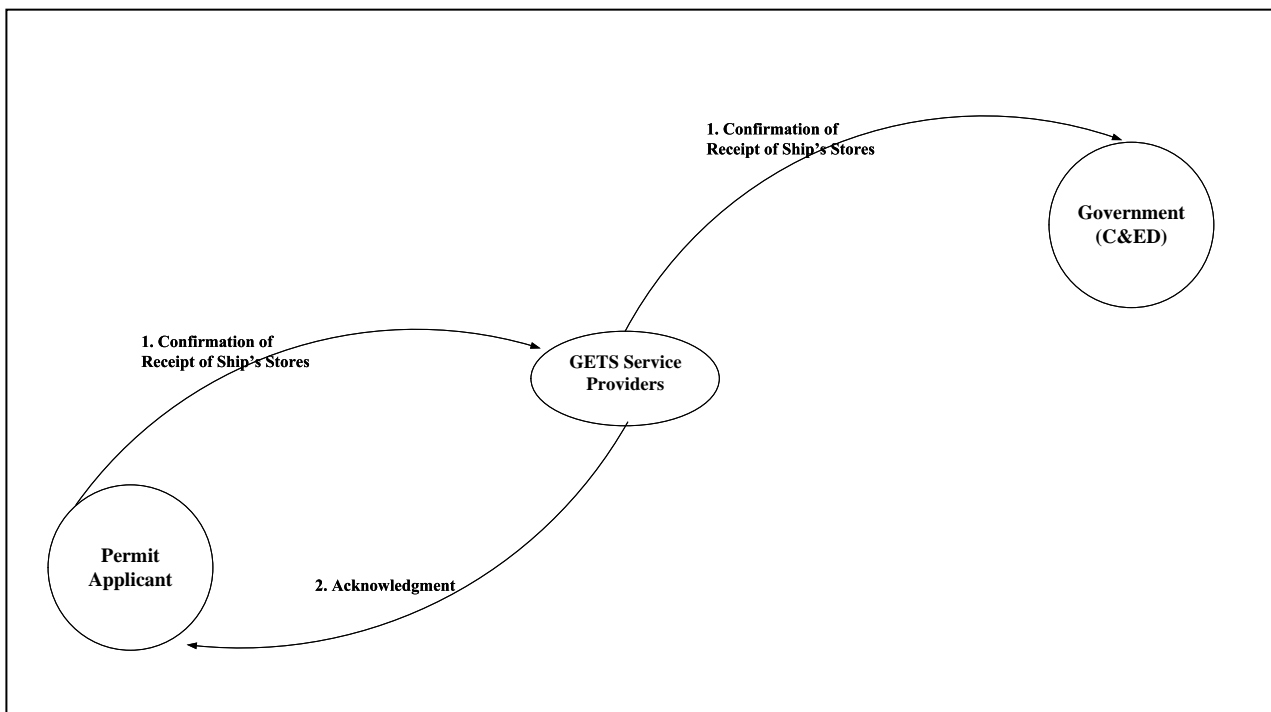 1. Confirmation of
Receipt of Ship's Stores
Government
(C&ED)
1. Confirmation of
Receipt of Ship's Stores
GETS Service
Providers
Permit
Applicant
2. Acknowledgment